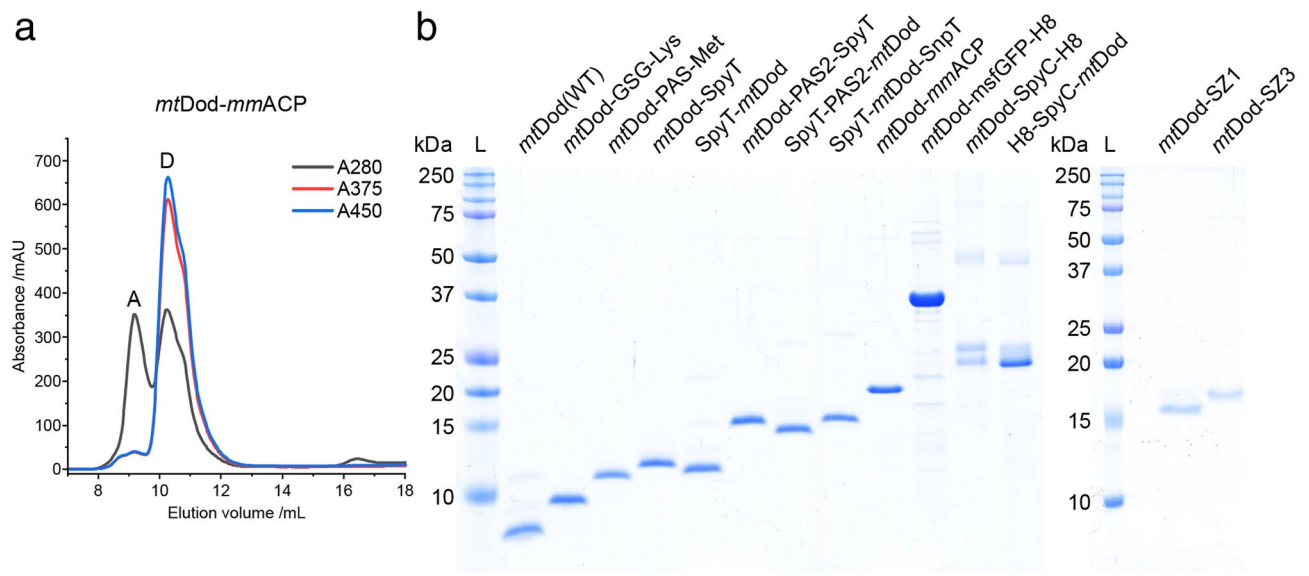 a
mtDod-mmACP
A280
A375
A450
A
D
Absorbance /mAU
700
600
500
400
300
200
100
0
8 10 12 14 16 18
Elution volume /mL
b
kDa L mtDod(WT) mtDod-GSG-Lys mtDod-PAS-Met mtDod-SpyT SpyT-mtDod mtDod-PAS2-SpyT SpyT-PAS2-mtDod SpyT-mtDod-SnpT mtDod-mmACP mtDod-msfGFP-H8 mtDod-SpyC-H8 H8-SpyC-mtDod
250
75
50
37
25
20
15
10
L mtDod-SZ1 mtDod-SZ3
kDa
250
75
50
37
25
20
15
10